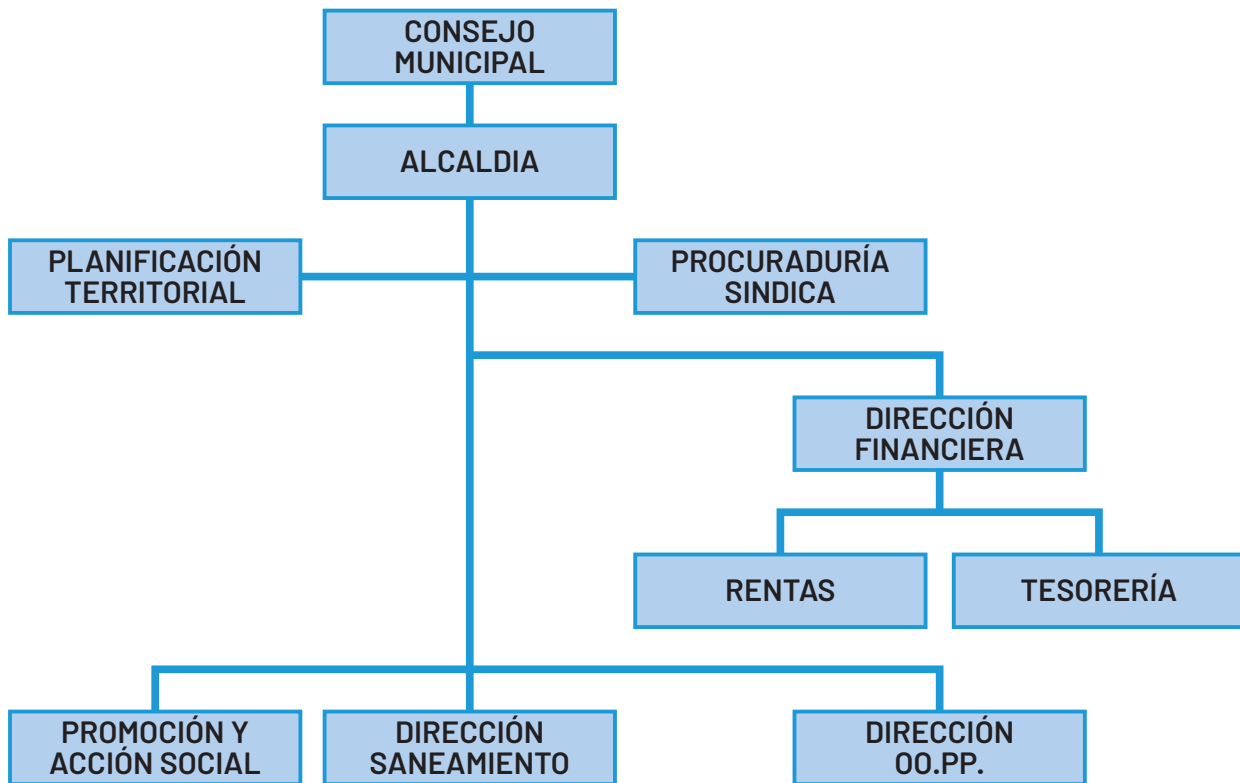 CONSEJO
MUNICIPAL
ALCALDIA
PLANIFICACIÓN
TERRITORIAL
PROCURADURÍA
SINDICA
DIRECCIÓN
FINANCIERA
RENTAS
TESORERÍA
PROMOCIÓN Y
ACCIÓN SOCIAL
DIRECCIÓN
SANEAMIENTO
DIRECCIÓN
OO.PP.